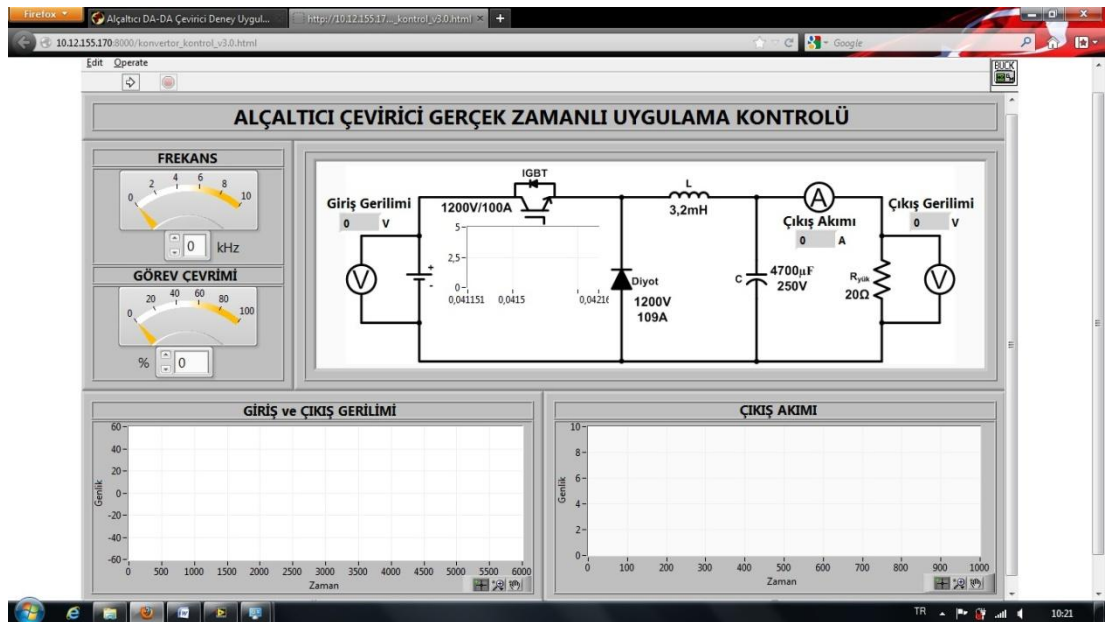 Firefox
Alçaltıcı DA-DA Çevirici Deney Uygul...
http://10.12.155.17..._kontrol_v3.0.html
10.12.155.170:8000/konvertor_kontrol_v3.0.html
Google
Edit Operate
BUCK
ALÇALTICI ÇEVİRİCİ GERÇEK ZAMANLI UYGULAMA KONTROLÜ
FREKANS
0 2 4 6 8 10
0 kHz
GÖREV ÇEVRİMİ
0 20 40 60 80 100
% 0
IGBT
1200V/100A
Giriş Gerilimi
0 V
V
+
-
5
2,5
0
0,041151 0,0415 0,04216
Diyot
1200V
109A
L
3,2mH
C
4700µF
250V
A
Çıkış Akımı
0 A
Ryük
20Ω
Çıkış Gerilimi
0 V
V
GİRİŞ ve ÇIKIŞ GERİLİMİ
Genlik
60
40
20
0
-20
-40
-60
0 500 1000 1500 2000 2500 3000 3500 4000 4500 5000 5500 6000
Zaman
ÇIKIŞ AKIMI
Genlik
10
8
6
4
2
0
0 100 200 300 400 500 600 700 800 900 1000
Zaman
TR
10:21